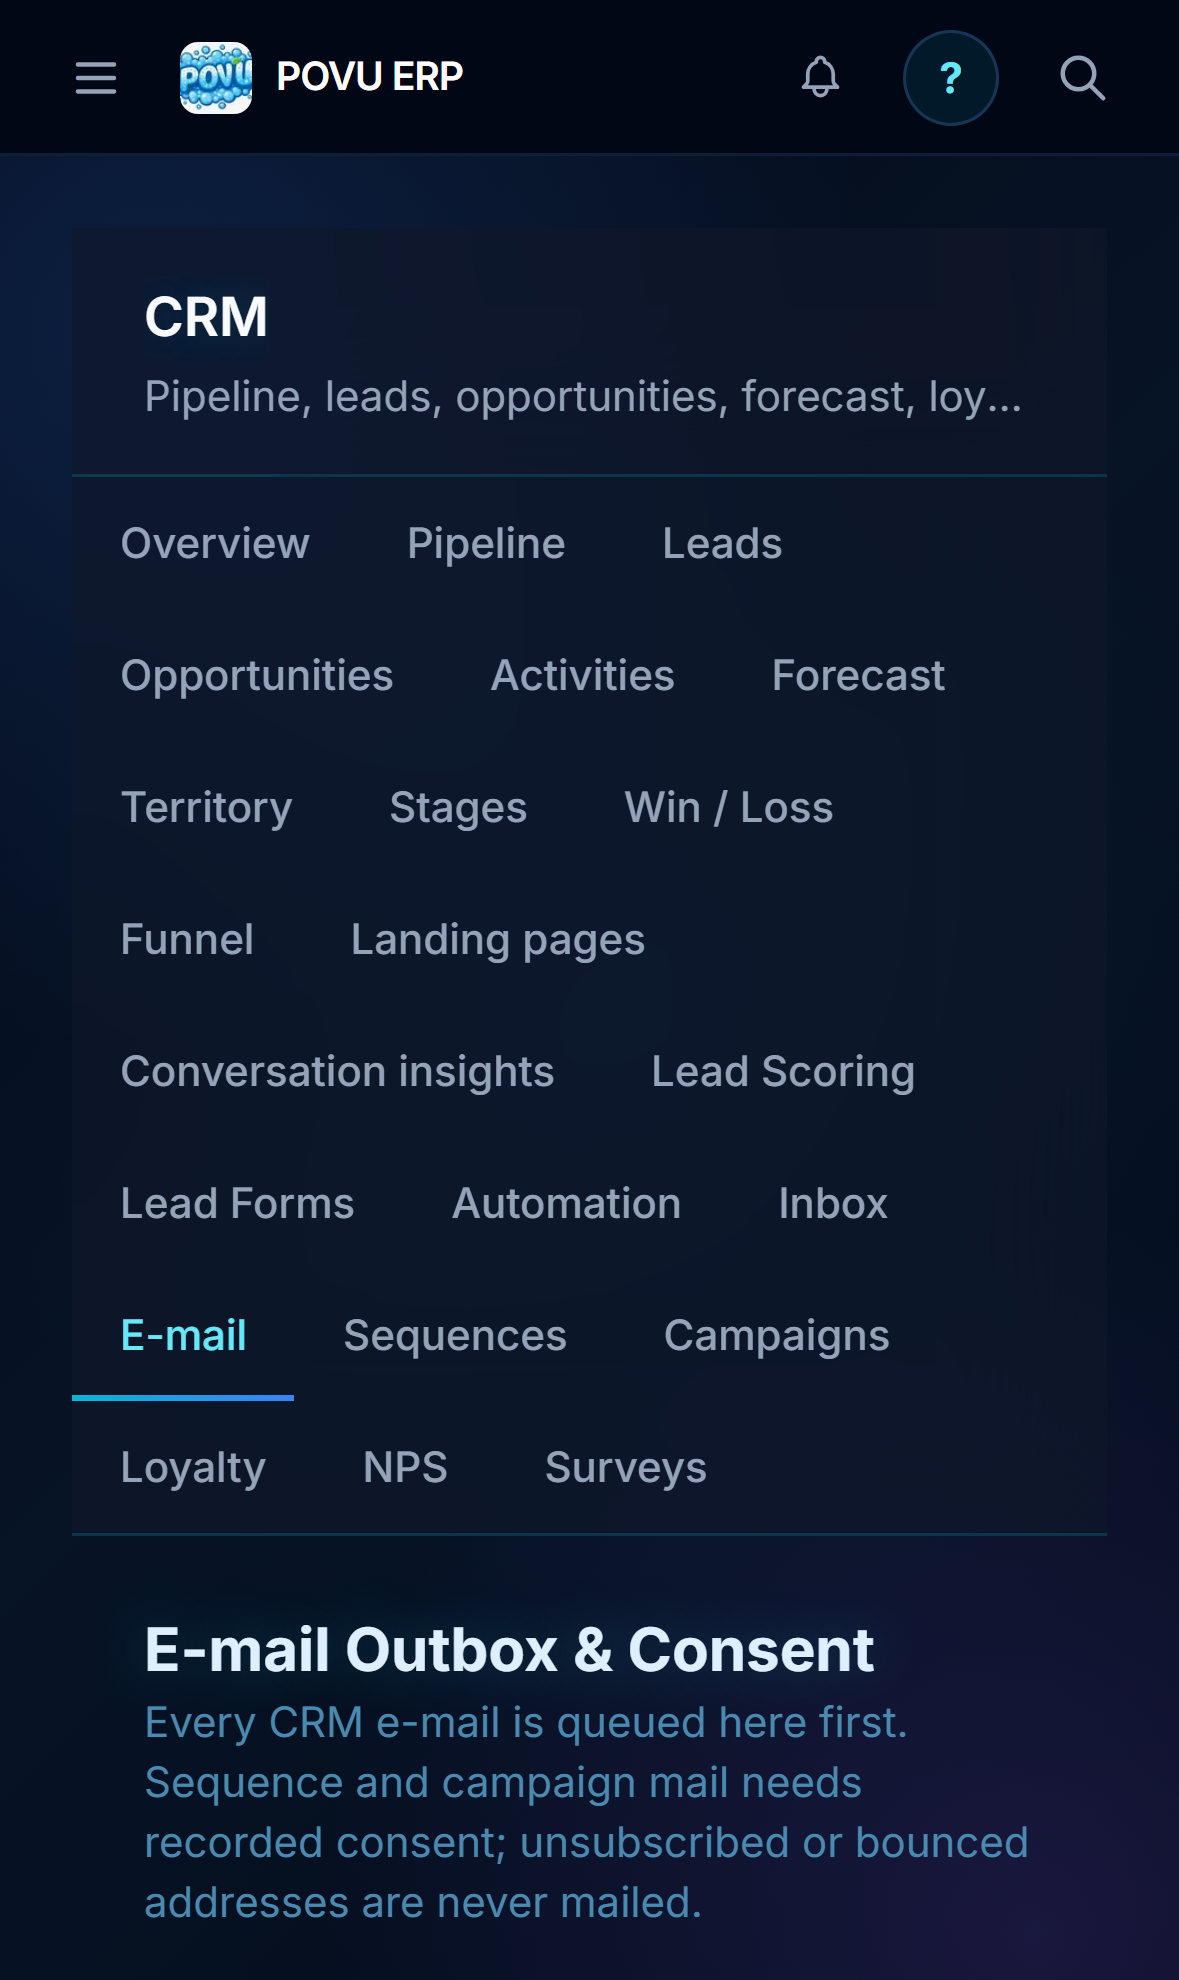 POVU
POVU ERP
?
CRM
Pipeline, leads, opportunities, forecast, loy...
Overview Pipeline Leads
Opportunities Activities Forecast
Territory Stages Win / Loss
Funnel Landing pages
Conversation insights Lead Scoring
Lead Forms Automation Inbox
E-mail Sequences Campaigns
Loyalty NPS Surveys
E-mail Outbox & Consent
Every CRM e-mail is queued here first.
Sequence and campaign mail needs
recorded consent; unsubscribed or bounced
addresses are never mailed.